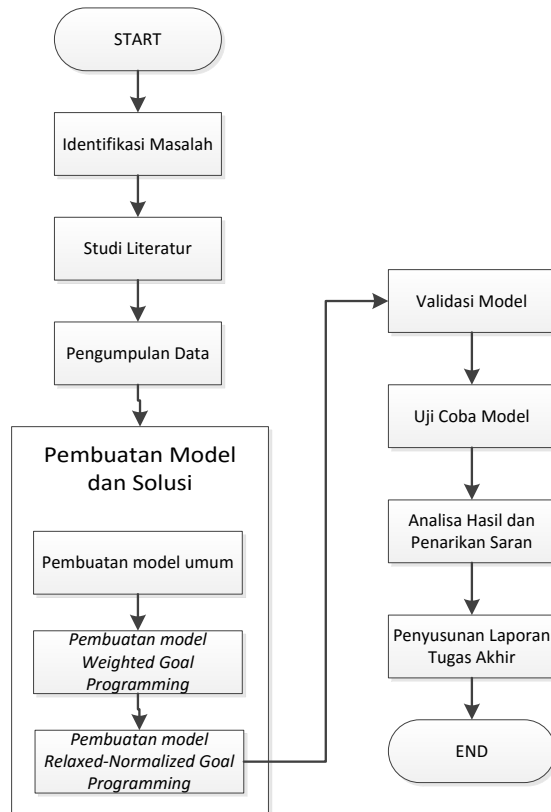 START
Identifikasi Masalah
Studi Literatur
Pengumpulan Data
Pembuatan Model
dan Solusi
Pembuatan model umum
Pembuatan model
Weighted Goal
Programming
Pembuatan model
Relaxed-Normalized Goal
Programming
Validasi Model
Uji Coba Model
Analisa Hasil dan
Penarikan Saran
Penyusunan Laporan
Tugas Akhir
END